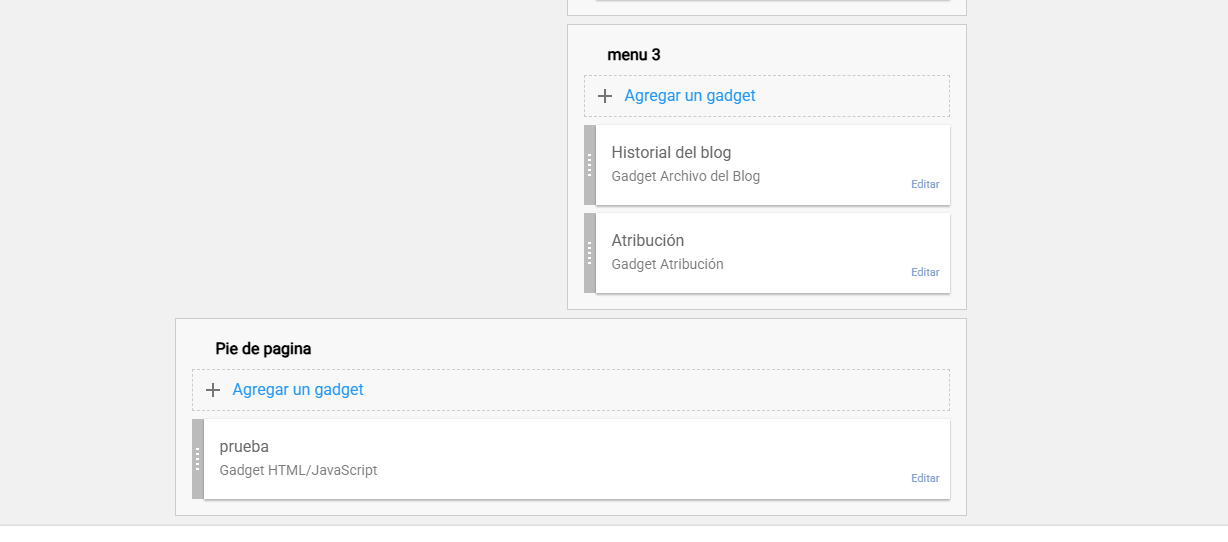 menu 3
Agregar un gadget
Historial del blog
Gadget Archivo del Blog
Editar
Atribución
Gadget Atribución
Editar
Pie de pagina
Agregar un gadget
prueba
Gadget HTML/JavaScript
Editar